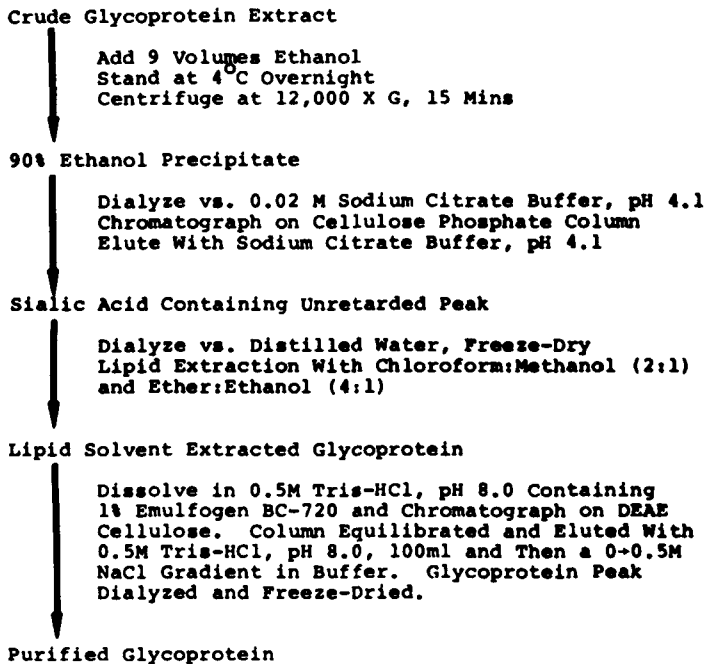 Crude Glycoprotein Extract
Add 9 Volumes Ethanol
Stand at 4°C Overnight
Centrifuge at 12,000 X G, 15 Mins
90% Ethanol Precipitate
Dialyze vs. 0.02 M Sodium Citrate Buffer, pH 4.1
Chromatograph on Cellulose Phosphate Column
Elute With Sodium Citrate Buffer, pH 4.1
Sialic Acid Containing Unretarded Peak
Dialyze vs. Distilled Water, Freeze-Dry
Lipid Extraction With Chloroform:Methanol (2:1)
and Ether:Ethanol (4:1)
Lipid Solvent Extracted Glycoprotein
Dissolve in 0.5M Tris-HCl, pH 8.0 Containing
1% Emulfogen BC-720 and Chromatograph on DEAE
Cellulose. Column Equilibrated and Eluted With
0.5M Tris-HCl, pH 8.0, 100ml and Then a 0→0.5M
NaCl Gradient in Buffer. Glycoprotein Peak
Dialyzed and Freeze-Dried.
Purified Glycoprotein